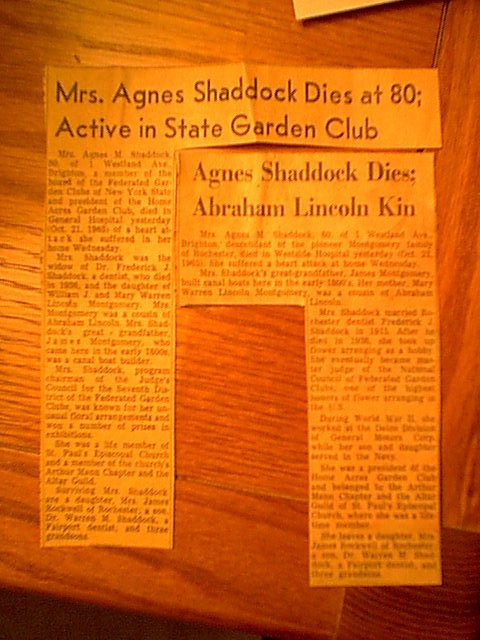 Mrs. Agnes Shaddock Dies at 80;
Active in State Garden Club
Mrs. Agnes M. Shaddock,
80, of 1 Westland Ave.,
Brighton, a member of the
board of the Federated Gar-
den Clubs of New York State
and president of the Home
Acres Garden Club, died in
General Hospital yesterday
(Oct. 21, 1965) of a heart at-
tack she suffered in her
home Wednesday.
Mrs. Shaddock was the
widow of Dr. Frederick J.
Shaddock, a dentist, who died
in 1936, and the daughter of
William J. and Mary Warren
Lincoln Montgomery. Mrs.
Montgomery was a cousin of
Abraham Lincoln. Mrs. Shad-
dock's great-grandfather,
James Montgomery, who
came here in the early 1800s,
was a canal boat builder.
Mrs. Shaddock, program
chairman of the Judge's
Council for the Seventh Dis-
trict of the Federated Garden
Clubs, was known for her un-
usual floral arrangements and
won a number of prizes in
exhibitions.
She was a life member of
St. Paul's Episcopal Church
and a member of the church's
Arthur Mann Chapter and the
Altar Guild.
Surviving Mrs. Shaddock
are a daughter, Mrs. James
Rockwell of Rochester, a son,
Dr. Warren M. Shaddock, a
Fairport dentist, and three
grandsons.
Agnes Shaddock Dies;
Abraham Lincoln Kin
Mrs. Agnes M. Shaddock, 80, of 1 Westland Ave.,
Brighton, descendant of the pioneer Montgomery family
of Rochester, died in Westside Hospital yesterday (Oct. 21,
1965). She suffered a heart attack at home Wednesday.
Mrs. Shaddock's great-grandfather, James Montgomery,
built canal boats here in the early 1800's. Her mother, Mary
Warren Lincoln Montgomery, was a cousin of Abraham
Lincoln.
Mrs. Shaddock married Ro-
chester dentist Frederick J.
Shaddock in 1915. After he
died in 1936, she took up
flower arranging as a hobby.
She eventually became mas-
ter judge of the National
Council of Federated Garden
Clubs, one of the highest
honors of flower arranging in
the U.S.
During World War II, she
worked at the Delco Division
of General Motors Corp.
while her son and daughter
served in the Navy.
She was a president of the
Home Acres Garden Club
and belonged to the Arthur
Mann Chapter and the Altar
Guild of St. Paul's Episcopal
Church, where she was a life-
time member.
She leaves a daughter, Mrs.
James Rockwell of Rochester,
a son, Dr. Warren M. Shad-
dock, a Fairport dentist, and
three grandsons.